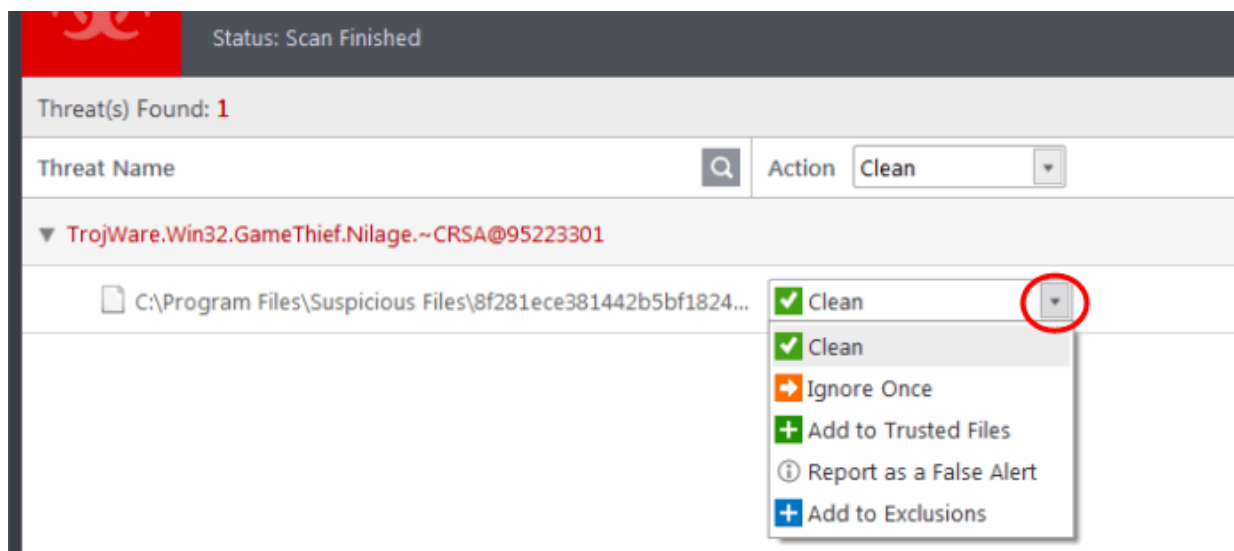 Status: Scan Finished
Threat(s) Found: 1
Threat Name
Action Clean
TrojWare.Win32.GameThief.Nilage.~CRSA@95223301
C:\Program Files\Suspicious Files\8f281ece381442b5bf1824... Clean
Clean
Ignore Once
Add to Trusted Files
Report as a False Alert
Add to Exclusions